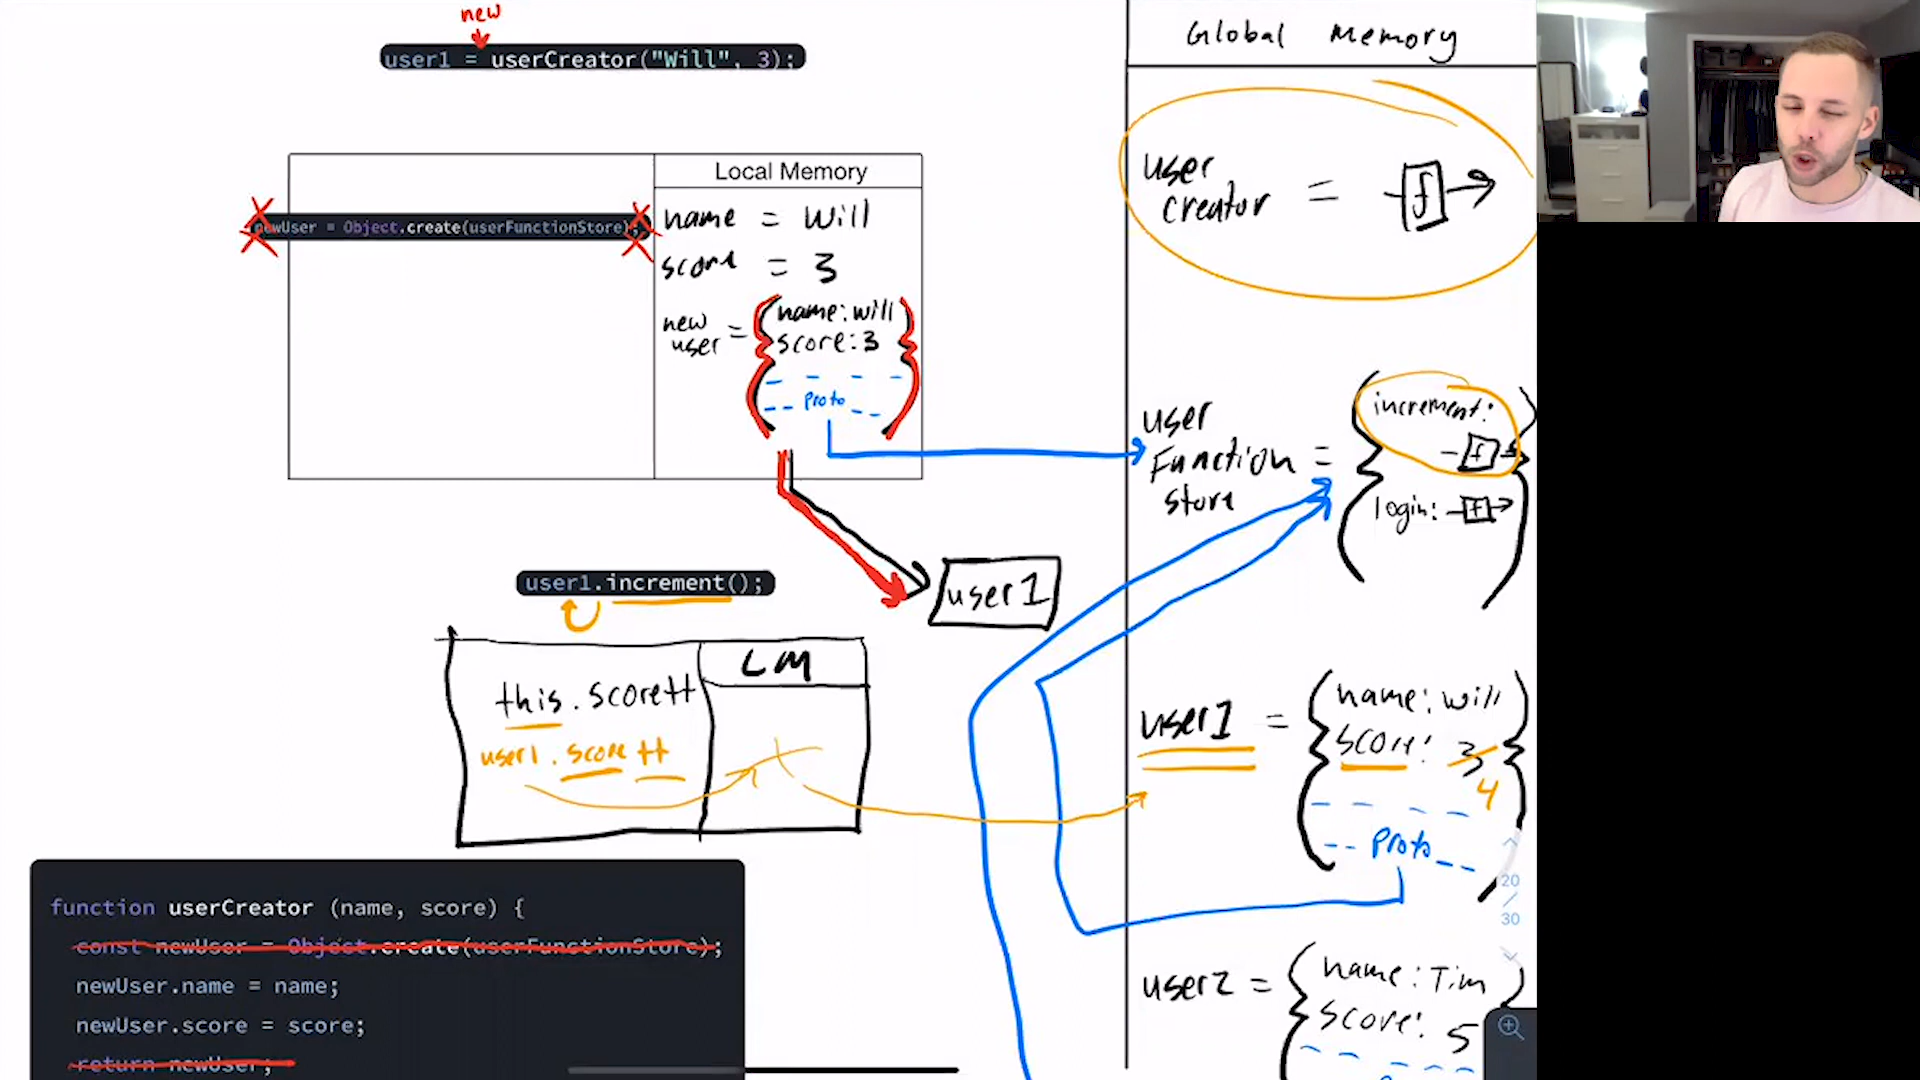 new
user1 = userCreator("Will", 3);
Local Memory
newUser = Object.create(userFunctionStore);
name = Will
score = 3
new user = {name: will
score: 3
Proto
user1
user1.increment();
LM
this.score++
user1.score++
function userCreator (name, score) {
const newUser = Object.create(userFunctionStore);
newUser.name = name;
newUser.score = score;
return newUser;
Global Memory
user creator = f
user Function store = {increment: f
login: f
user1 = {name: will
score: 3 4
Proto
20
30
user2 = {name: Tim
score: 5